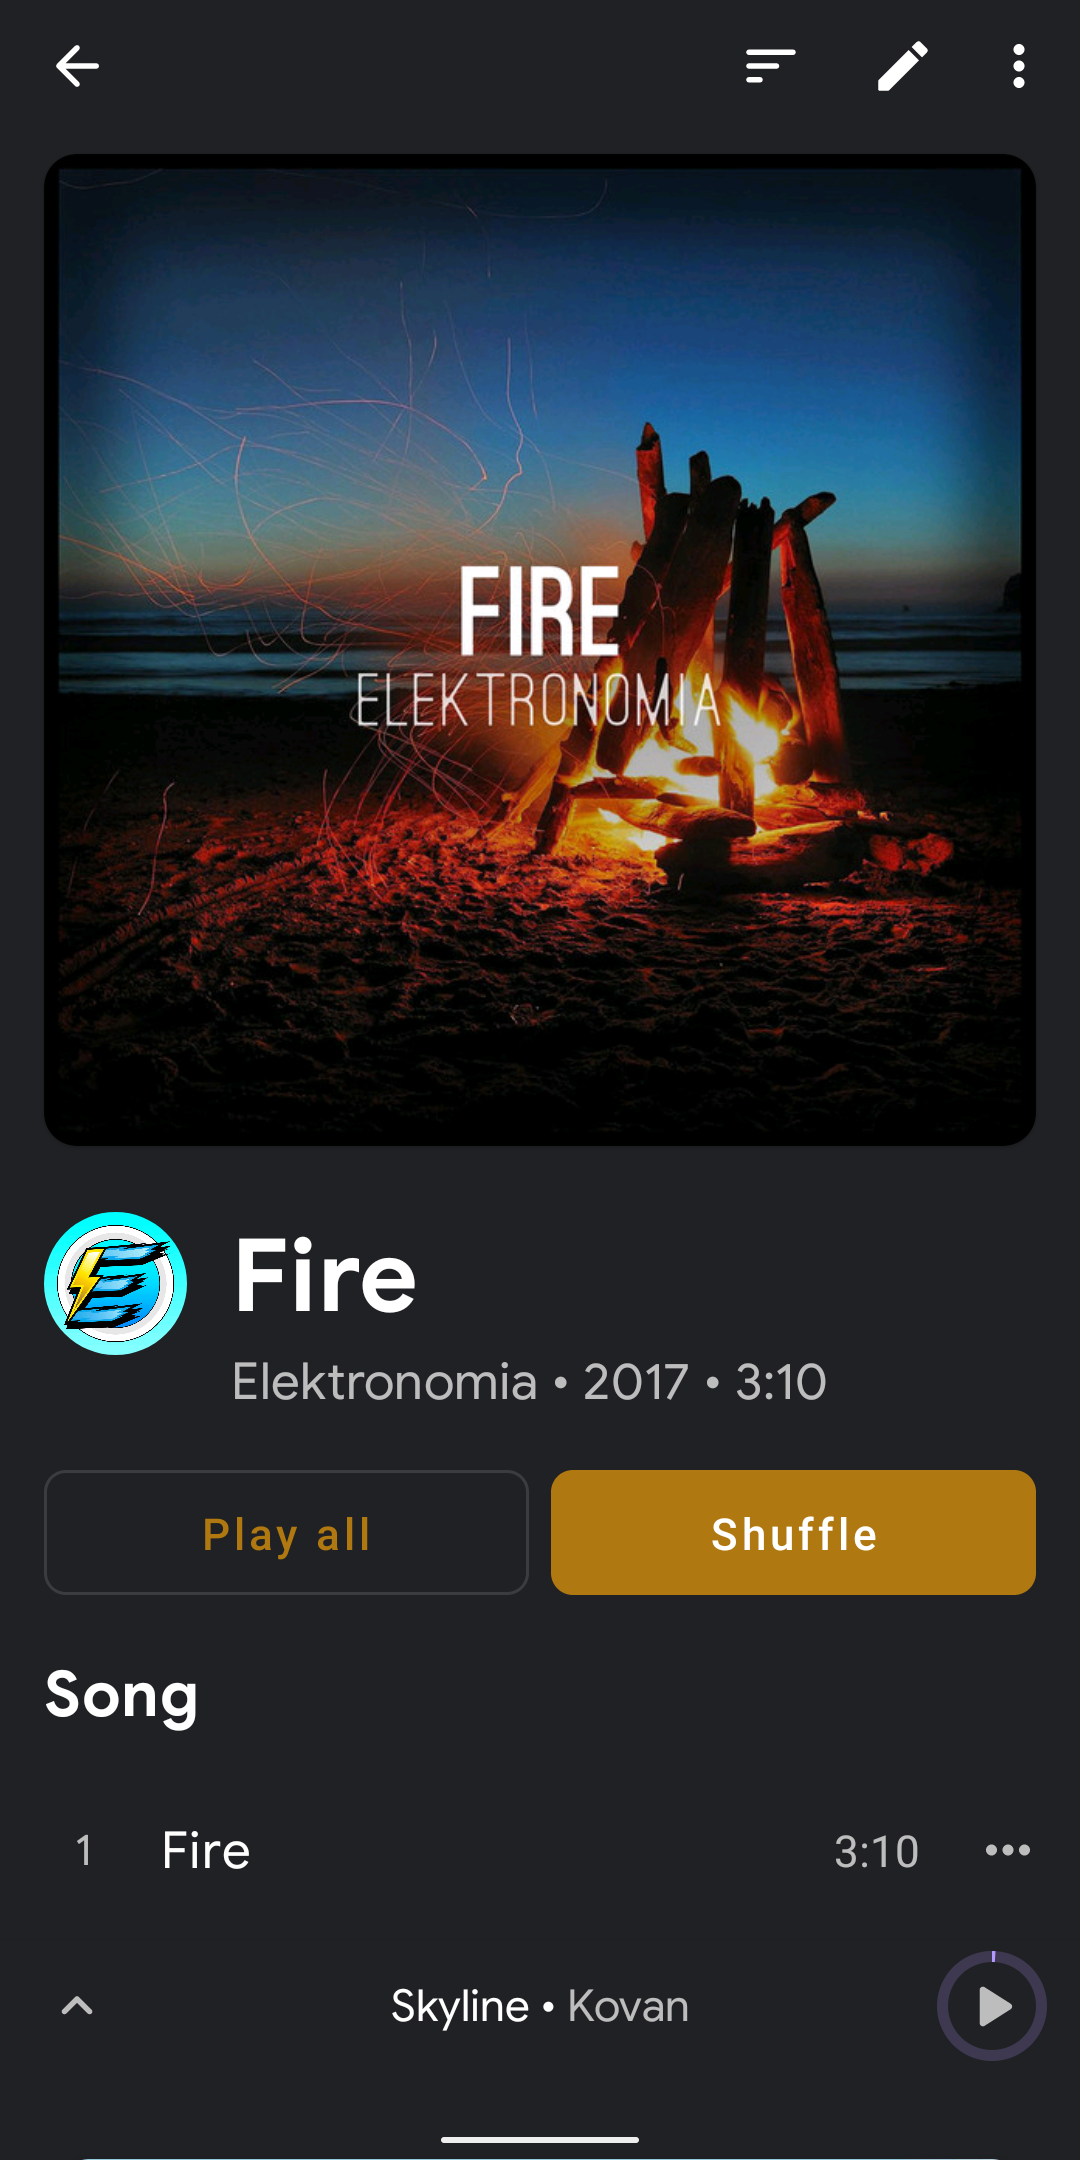 FIRE
ELEKTRONOMIA
Fire
Elektronomia • 2017 • 3:10
Play all
Shuffle
Song
1 Fire 3:10
Skyline • Kovan